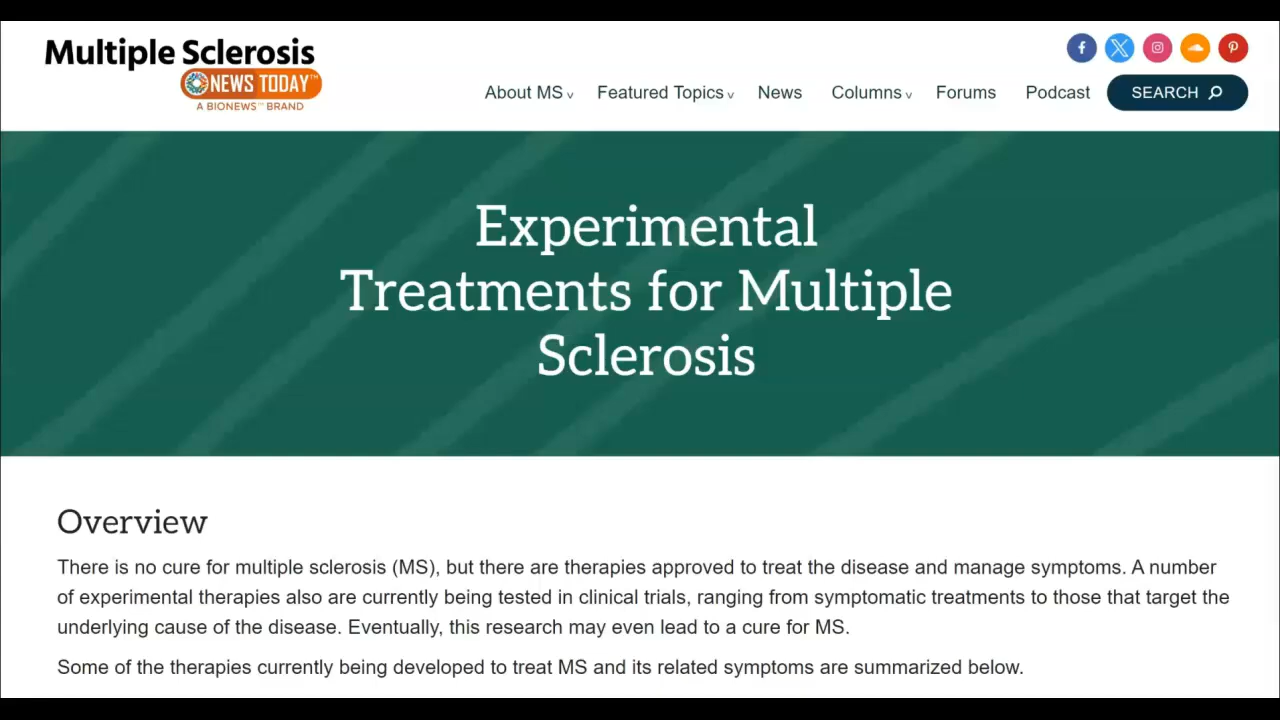 Multiple Sclerosis
NEWS TODAY™
A BIONEWS™ BRAND
About MS Featured Topics News Columns Forums Podcast SEARCH
Experimental
Treatments for Multiple
Sclerosis
Overview
There is no cure for multiple sclerosis (MS), but there are therapies approved to treat the disease and manage symptoms. A number
of experimental therapies also are currently being tested in clinical trials, ranging from symptomatic treatments to those that target the
underlying cause of the disease. Eventually, this research may even lead to a cure for MS.
Some of the therapies currently being developed to treat MS and its related symptoms are summarized below.